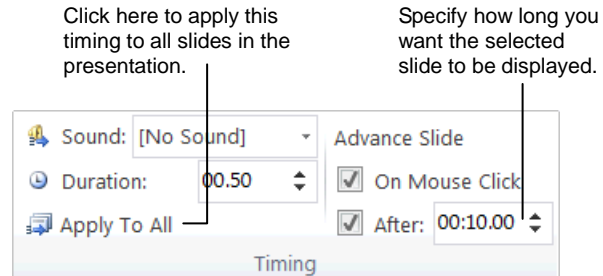 Click here to apply this
timing to all slides in the
presentation.
Specify how long you
want the selected
slide to be displayed.
Sound: [No Sound]
Duration: 00.50
Apply To All
Advance Slide
On Mouse Click
After: 00:10.00
Timing